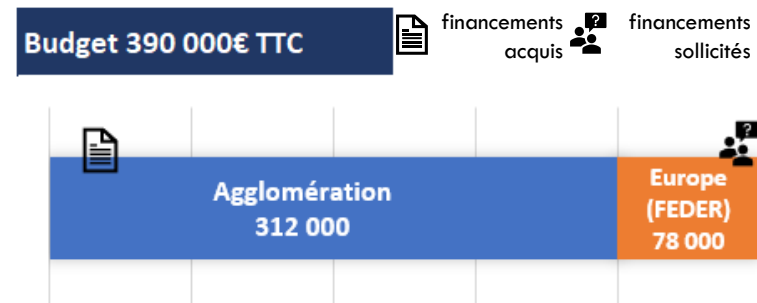 Budget 390 000€ TTC
financements
acquis
?
financements
sollicités
?
Agglomération
312 000
Europe
(FEDER)
78 000